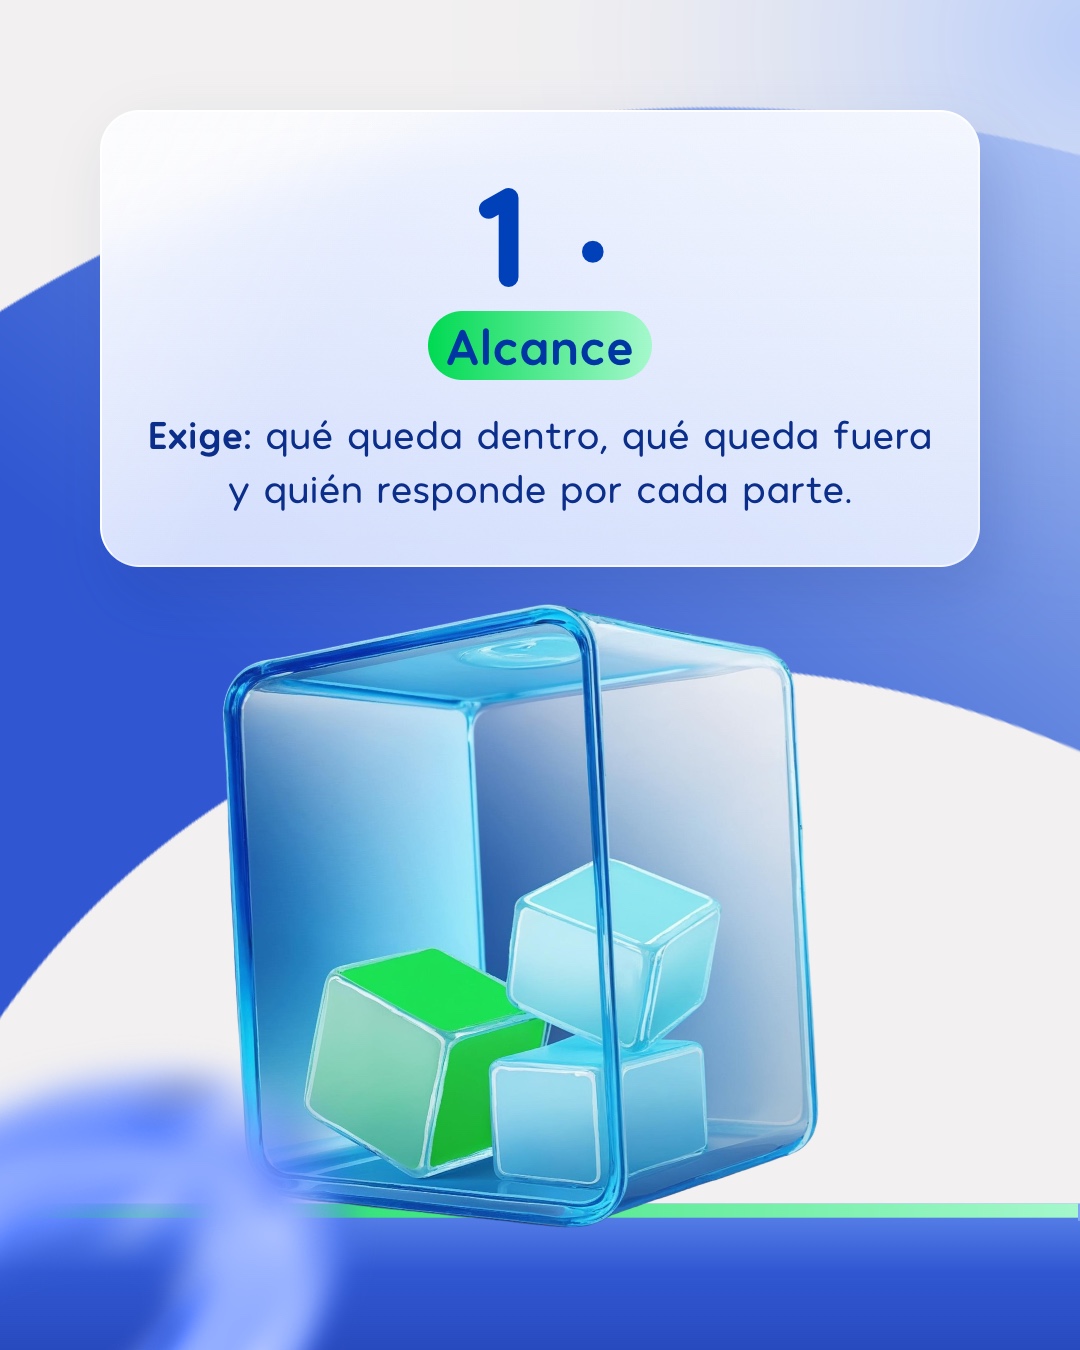 1 .
Alcance
Exige: qué queda dentro, qué queda fuera
y quién responde por cada parte.